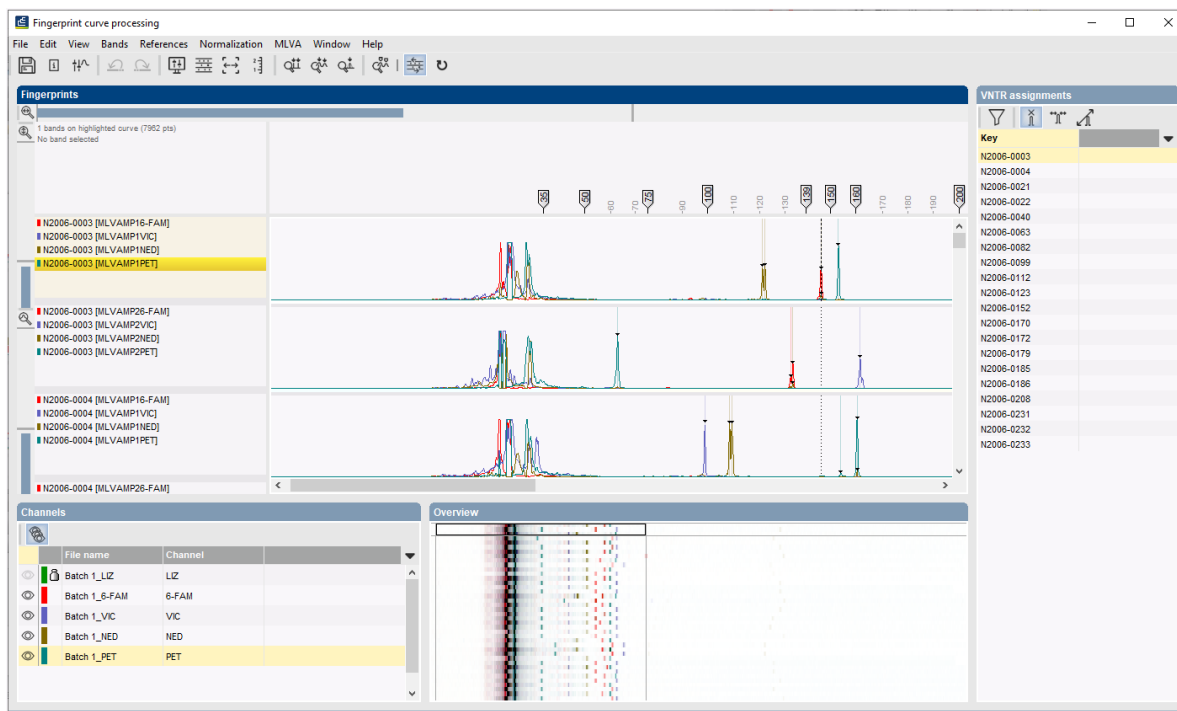 Fingerprint curve processing
File Edit View Bands References Normalization MLVA Window Help
Fingerprints
1 bands on highlighted curve (7962 pts)
No band selected
35 50 -60 -70 75 -90 100 -110 -120 -130 139 150 160 -170 -180 -190 200
N2006-0003 [MLVAMP16-FAM]
N2006-0003 [MLVAMP1VIC]
N2006-0003 [MLVAMP1NED]
N2006-0003 [MLVAMP1PET]
N2006-0003 [MLVAMP26-FAM]
N2006-0003 [MLVAMP2VIC]
N2006-0003 [MLVAMP2NED]
N2006-0003 [MLVAMP2PET]
N2006-0004 [MLVAMP16-FAM]
N2006-0004 [MLVAMP1VIC]
N2006-0004 [MLVAMP1NED]
N2006-0004 [MLVAMP1PET]
N2006-0004 [MLVAMP26-FAM]
VNTR assignments
Key
N2006-0003
N2006-0004
N2006-0021
N2006-0022
N2006-0040
N2006-0063
N2006-0082
N2006-0099
N2006-0112
N2006-0123
N2006-0152
N2006-0170
N2006-0172
N2006-0179
N2006-0185
N2006-0186
N2006-0208
N2006-0231
N2006-0232
N2006-0233
Channels
File name Channel
Batch 1_LIZ LIZ
Batch 1_6-FAM 6-FAM
Batch 1_VIC VIC
Batch 1_NED NED
Batch 1_PET PET
Overview